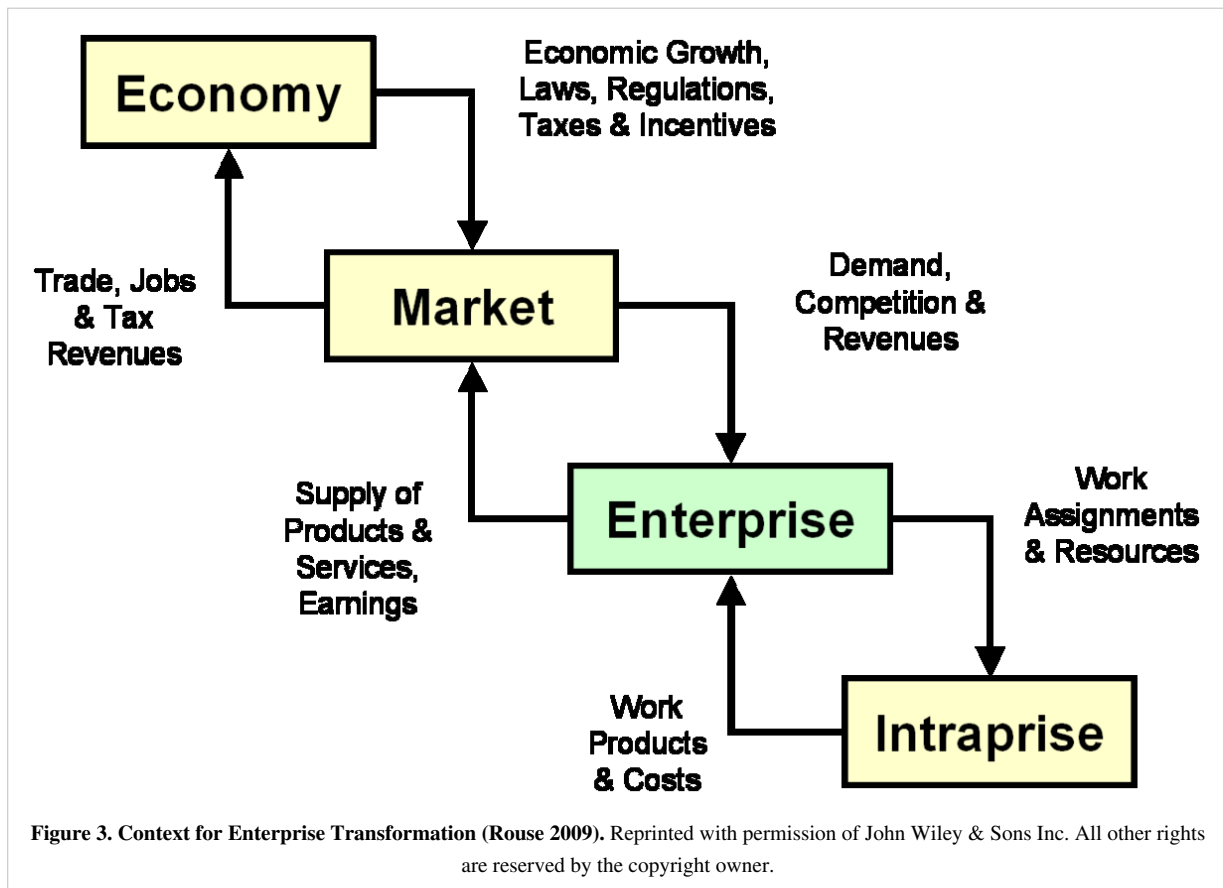 Economy
Economic Growth,
Laws, Regulations,
Taxes & Incentives
Trade, Jobs
& Tax
Revenues
Market
Demand,
Competition &
Revenues
Supply of
Products &
Services,
Earnings
Enterprise
Work
Assignments
& Resources
Work
Products
& Costs
Intraprise
Figure 3. Context for Enterprise Transformation (Rouse 2009). Reprinted with permission of John Wiley & Sons Inc. All other rights
are reserved by the copyright owner.